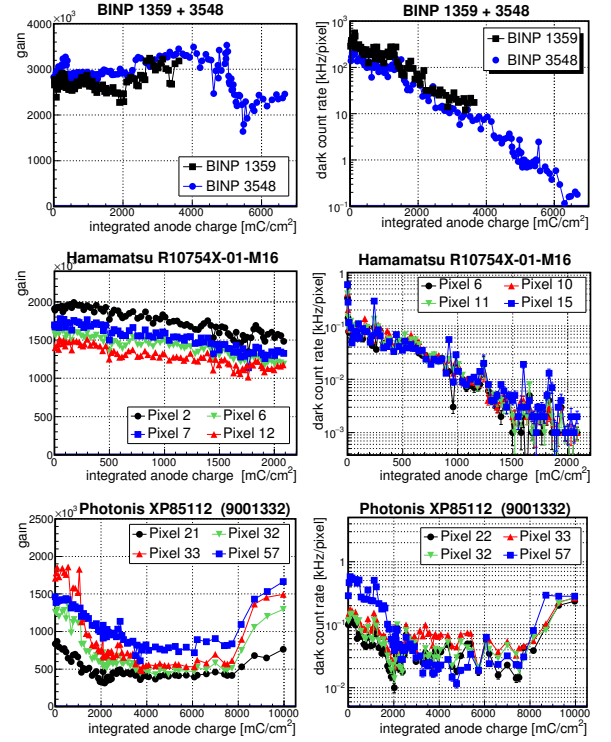 BINP 1359 + 3548
gain
×10³
4000
3000
2000
1000
0
0 2000 4000 6000
BINP 1359
BINP 3548
integrated anode charge [mC/cm²]
BINP 1359 + 3548
dark count rate [kHz/pixel]
10³
10²
10
1
10⁻¹
0 2000 4000 6000
BINP 1359
BINP 3548
integrated anode charge [mC/cm²]
Hamamatsu R10754X-01-M16
gain
×10³
2000
1500
1000
500
0
0 500 1000 1500 2000
Pixel 2 Pixel 6
Pixel 7 Pixel 12
integrated anode charge [mC/cm²]
Hamamatsu R10754X-01-M16
dark count rate [kHz/pixel]
1
10⁻¹
10⁻²
10⁻³
0 500 1000 1500 2000
Pixel 6 Pixel 10
Pixel 11 Pixel 15
integrated anode charge [mC/cm²]
Photonis XP85112 (9001332)
gain
×10³
2500
2000
1500
1000
500
0
0 2000 4000 6000 8000 10000
Pixel 21 Pixel 32
Pixel 33 Pixel 57
integrated anode charge [mC/cm²]
Photonis XP85112 (9001332)
dark count rate [kHz/pixel]
1
10⁻¹
10⁻²
0 2000 4000 6000 8000 10000
Pixel 22 Pixel 33
Pixel 32 Pixel 57
integrated anode charge [mC/cm²]